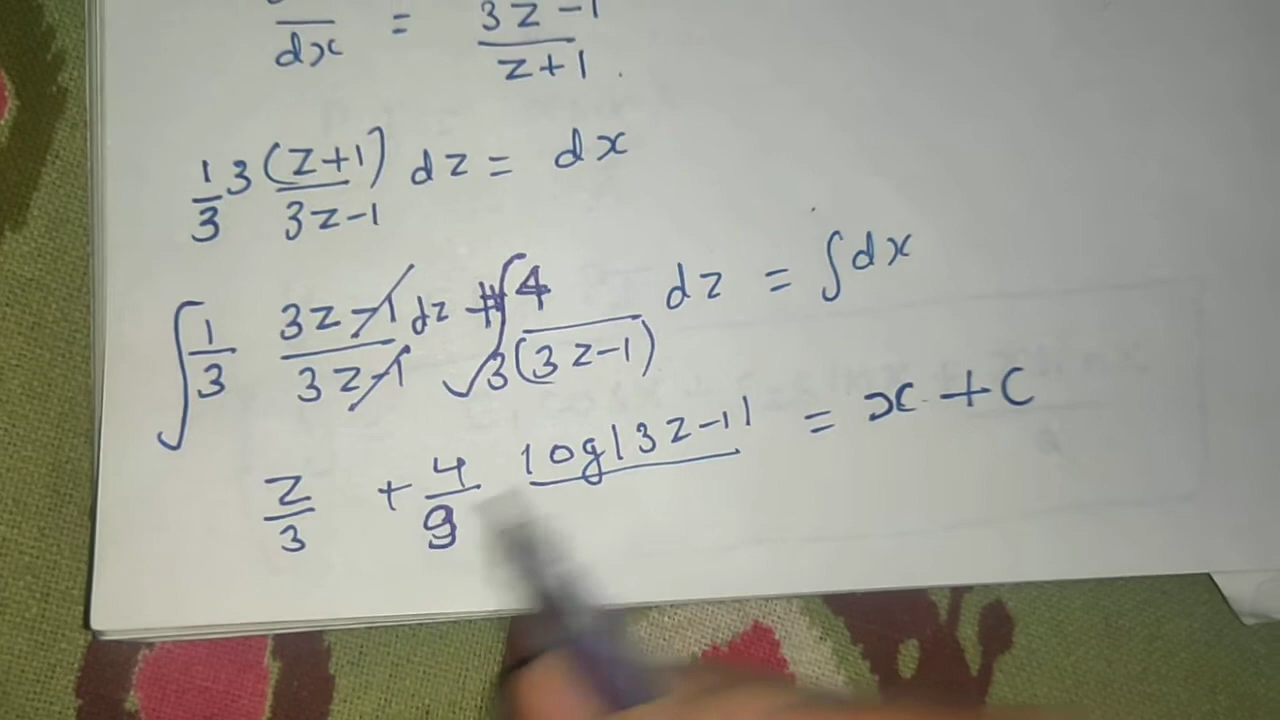 dx = 3z-1 / z+1 .
1/3 3 (z+1) / 3z-1 dz = dx
∫ 1/3 3z-1 / 3z-1 dz + ∫ 4 / 3(3z-1) dz = ∫ dx
z/3 + 4/9 log|3z-1| = x + C